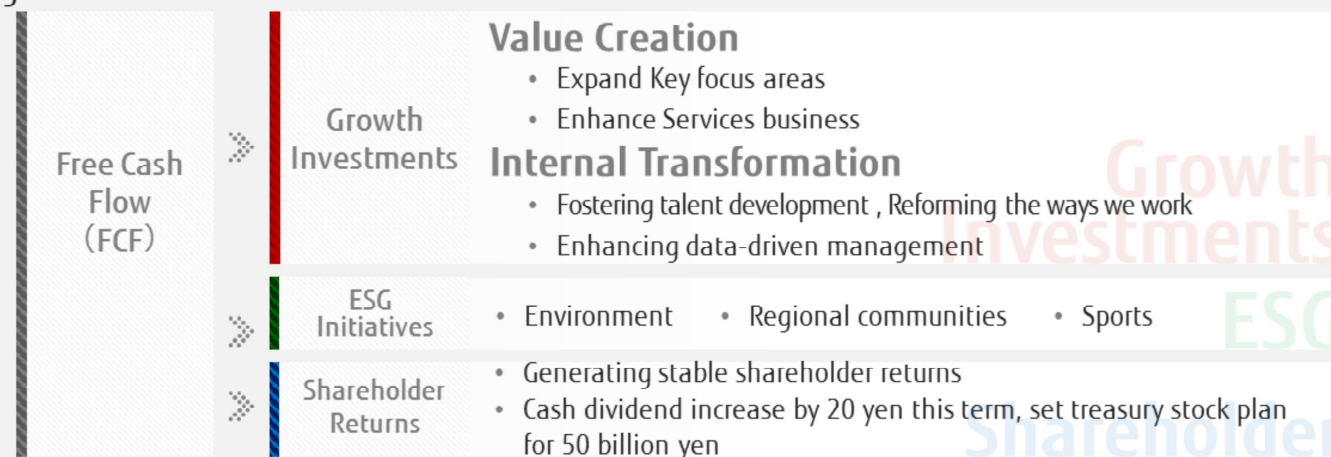 Free Cash
Flow
（FCF）
Growth
Investments
Value Creation
• Expand Key focus areas
• Enhance Services business
Internal Transformation
• Fostering talent development , Reforming the ways we work
• Enhancing data-driven management
Growth
Investments
ESG
Initiatives
• Environment • Regional communities • Sports
ESG
Shareholder
Returns
• Generating stable shareholder returns
• Cash dividend increase by 20 yen this term, set treasury stock plan
for 50 billion yen
Shareholder